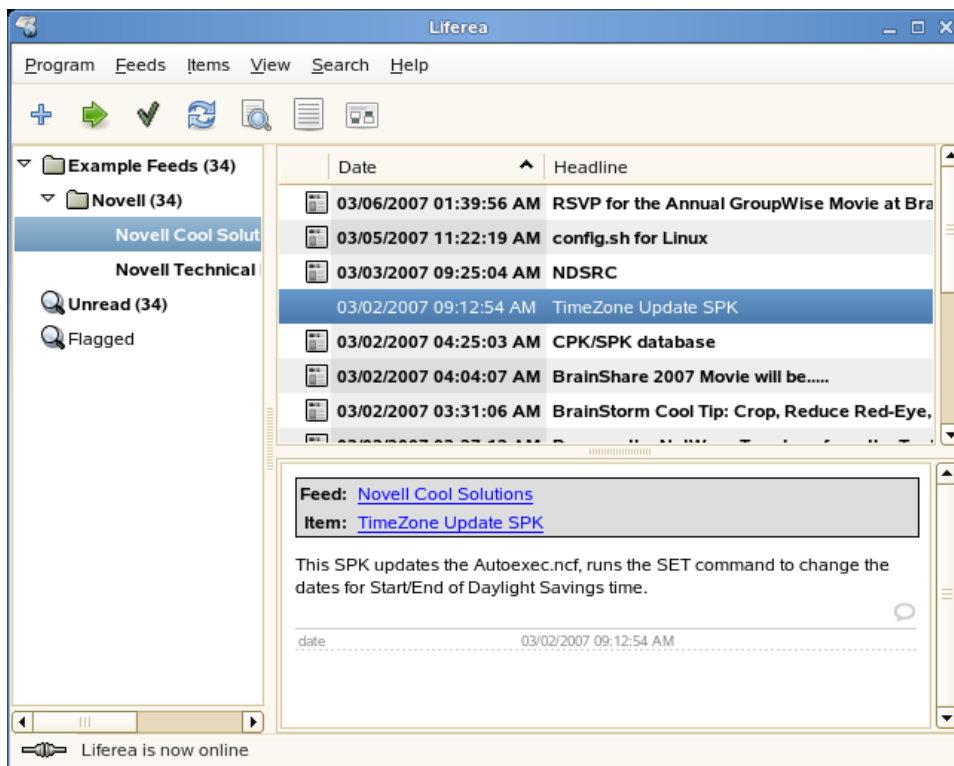 Liferea
Program Feeds Items View Search Help
Example Feeds (34)
Novell (34)
Novell Cool Solut
Novell Technical
Unread (34)
Flagged
Date Headline
03/06/2007 01:39:56 AM RSVP for the Annual GroupWise Movie at Bra
03/05/2007 11:22:19 AM config.sh for Linux
03/03/2007 09:25:04 AM NDSRC
03/02/2007 09:12:54 AM TimeZone Update SPK
03/02/2007 04:25:03 AM CPK/SPK database
03/02/2007 04:04:07 AM BrainShare 2007 Movie will be.....
03/02/2007 03:31:06 AM BrainStorm Cool Tip: Crop, Reduce Red-Eye,
Feed: Novell Cool Solutions
Item: TimeZone Update SPK
This SPK updates the Autoexec.ncf, runs the SET command to change the
dates for Start/End of Daylight Savings time.
date 03/02/2007 09:12:54 AM
Liferea is now online